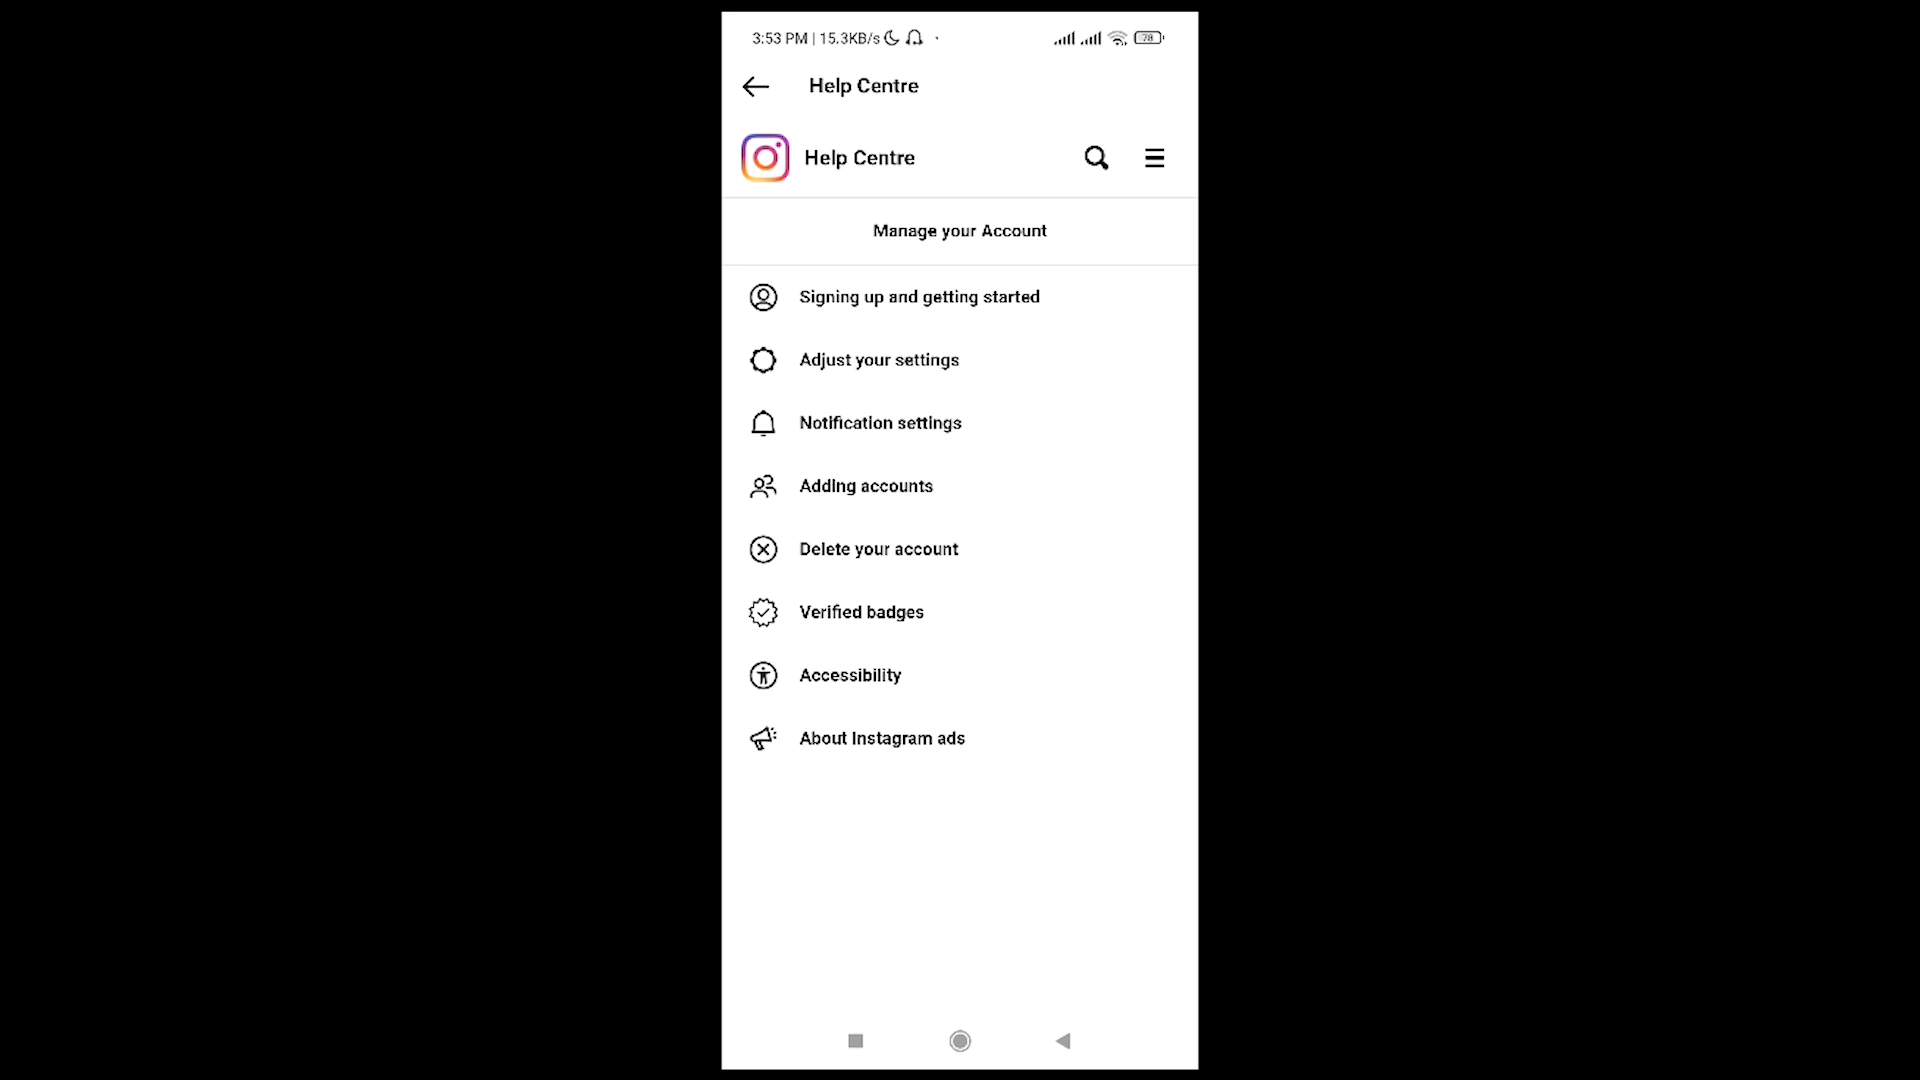 3:53 PM | 15.3KB/s
78
Help Centre
Help Centre
Manage your Account
Signing up and getting started
Adjust your settings
Notification settings
Adding accounts
Delete your account
Verified badges
Accessibility
About Instagram ads